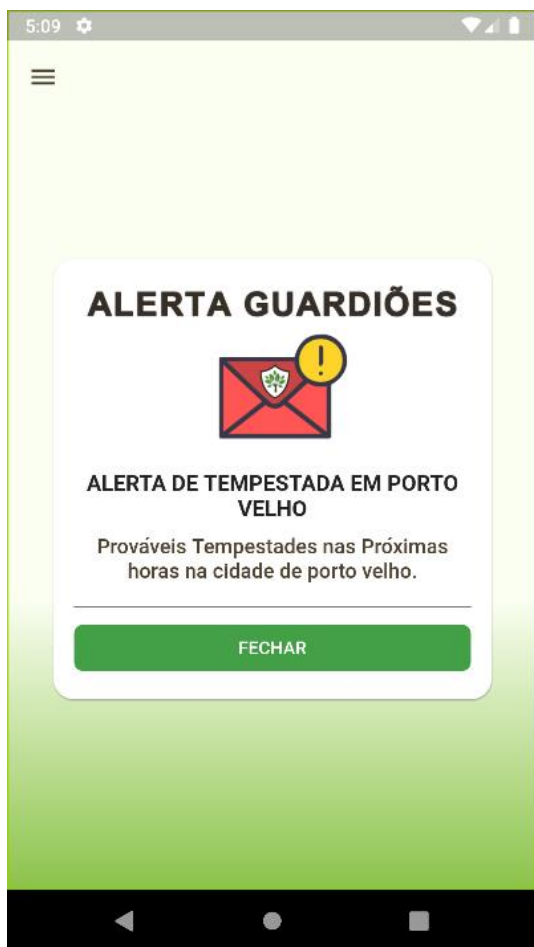 5:09
ALERTA GUARDIÕES
!
ALERTA DE TEMPESTADA EM PORTO
VELHO
Prováveis Tempestades nas Próximas
horas na cidade de porto velho.
FECHAR